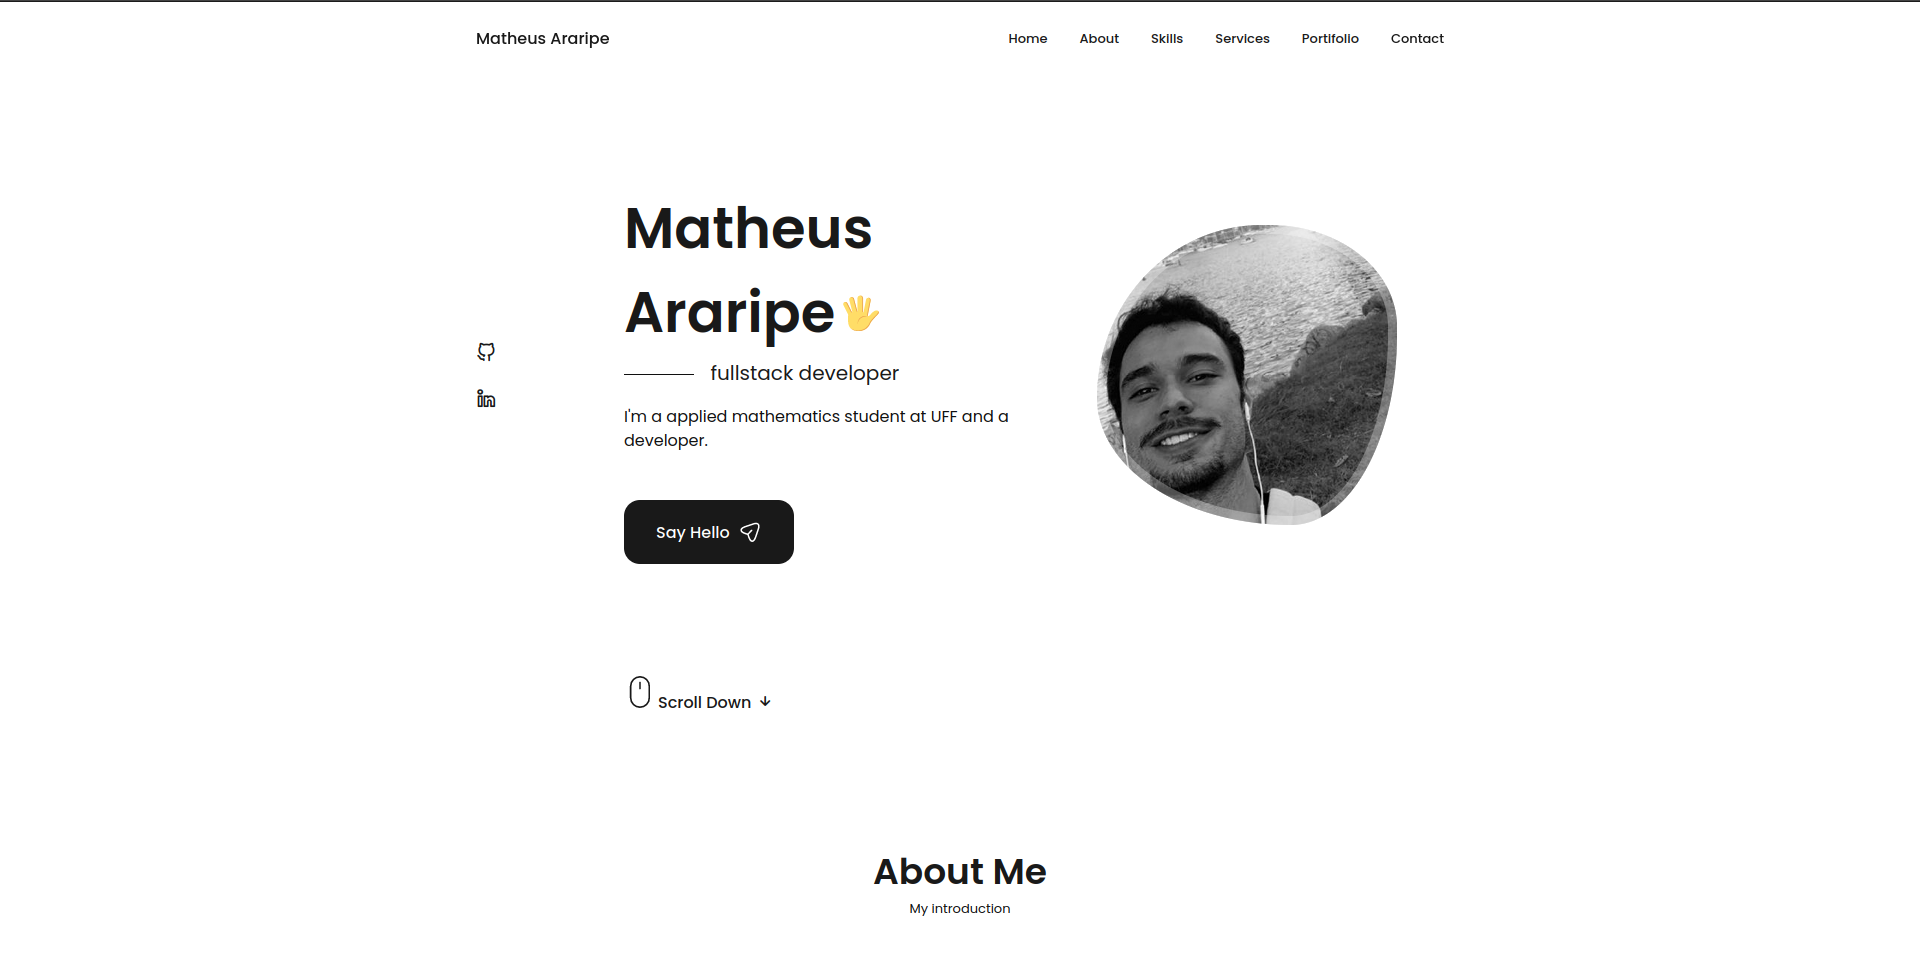 Matheus Araripe
Home About Skills Services Portifolio Contact
Matheus
Araripe🖐
fullstack developer
I'm a applied mathematics student at UFF and a
developer.
Say Hello
Scroll Down
About Me
My introduction